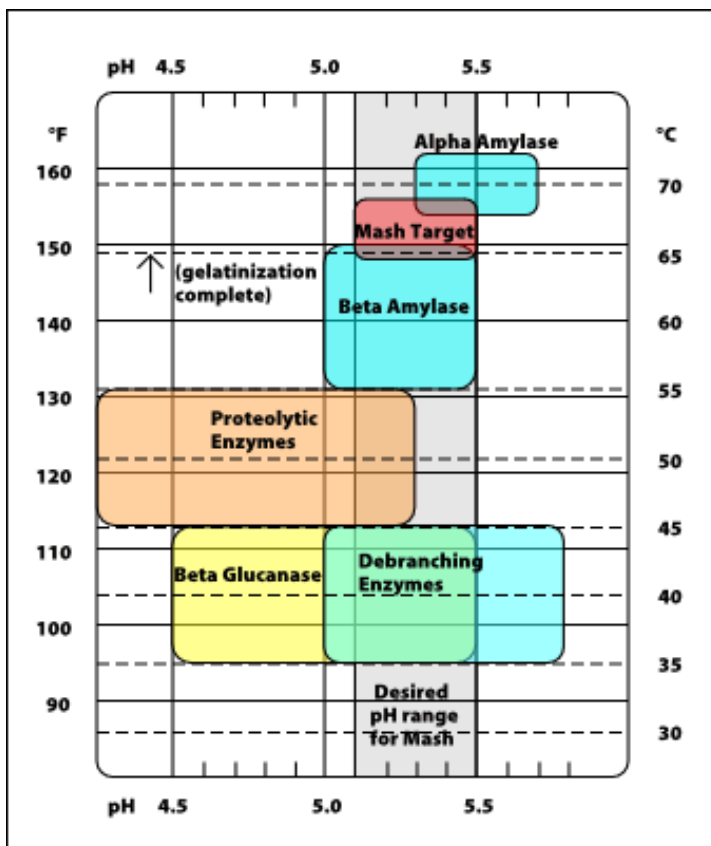 pH 4.5 5.0 5.5
°F °C
Alpha Amylase
160
70
Mash Target
150
65
(gelatinization
complete)
Beta Amylase
140 60
55
130
Proteolytic
Enzymes
120 50
45
110
Debranching
Enzymes
Beta Glucanase
40
100
35
90
Desired
pH range
for Mash
30
pH 4.5 5.0 5.5